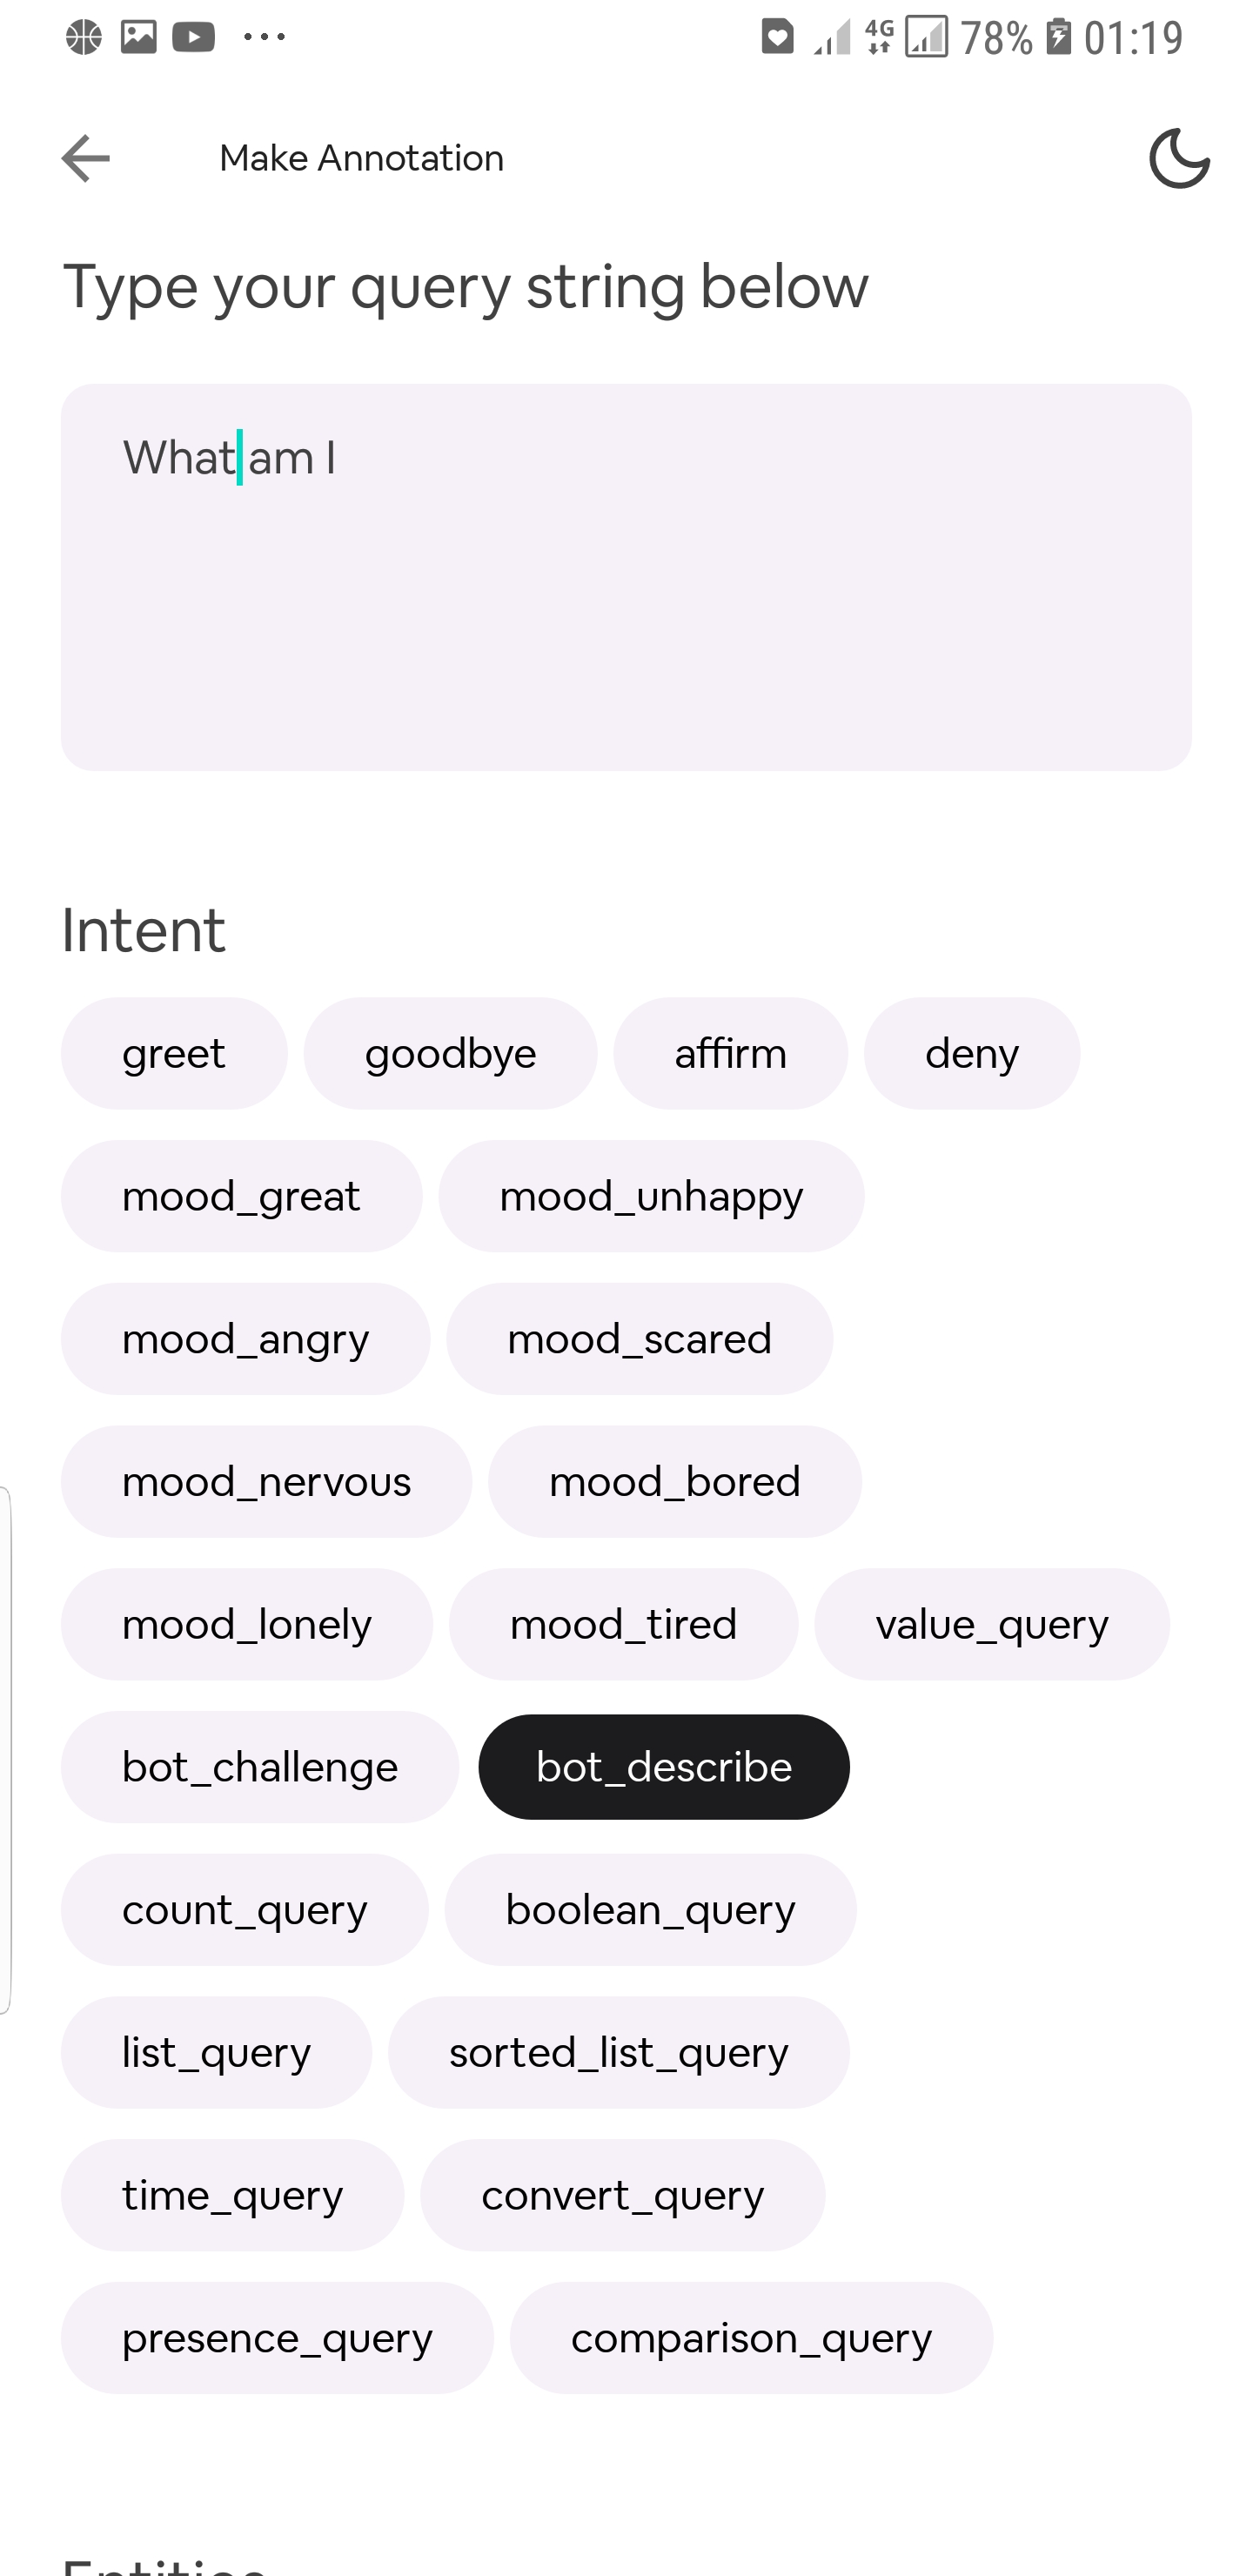 4G 78% 01:19
Make Annotation
Type your query string below
What am I
Intent
greet goodbye affirm deny
mood_great mood_unhappy
mood_angry mood_scared
mood_nervous mood_bored
mood_lonely mood_tired value_query
bot_challenge bot_describe
count_query boolean_query
list_query sorted_list_query
time_query convert_query
presence_query comparison_query
Entities